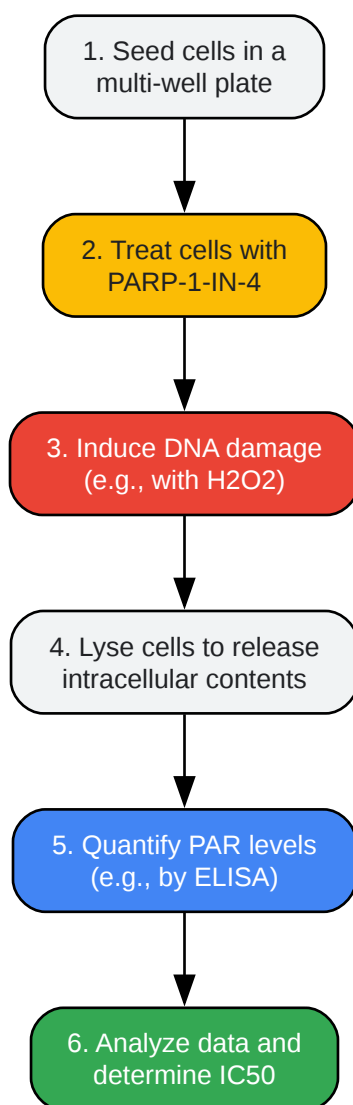 1. Seed cells in a
multi-well plate
2. Treat cells with
PARP-1-IN-4
3. Induce DNA damage
(e.g., with H2O2)
4. Lyse cells to release
intracellular contents
5. Quantify PAR levels
(e.g., by ELISA)
6. Analyze data and
determine IC50